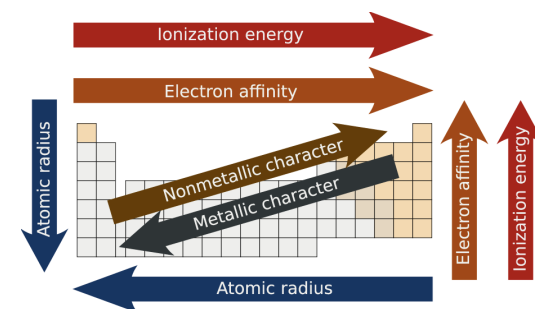 Ionization energy
Electron affinity
Atomic radius
Nonmetallic character
Metallic character
Electron affinity
Ionization energy
Atomic radius